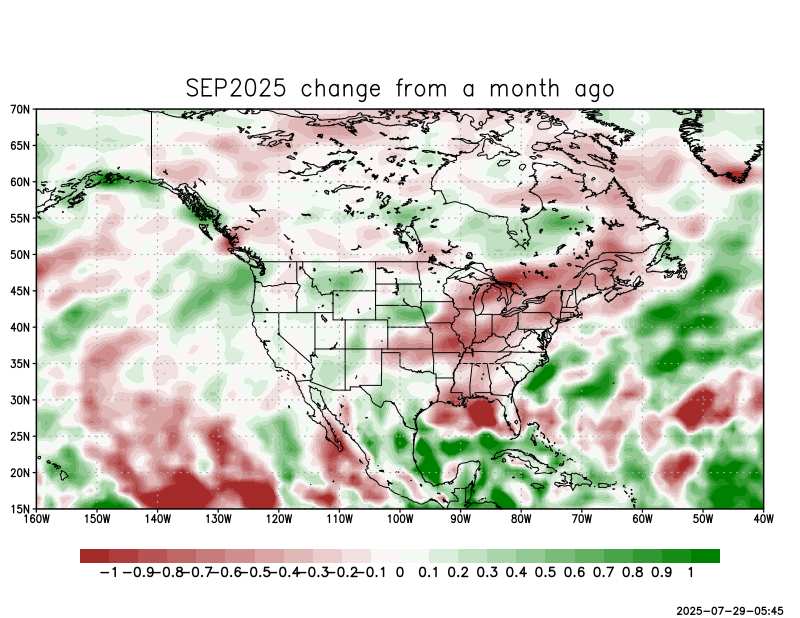 SEP2025 change from a month ago
70N
65N
60N
55N
50N
45N
40N
35N
30N
25N
20N
15N
160W 150W 140W 130W 120W 110W 100W 90W 80W 70W 60W 50W 40W
-1 -0.9 -0.8 -0.7 -0.6 -0.5 -0.4 -0.3 -0.2 -0.1 0 0.1 0.2 0.3 0.4 0.5 0.6 0.7 0.8 0.9 1
2025-07-29-05:45